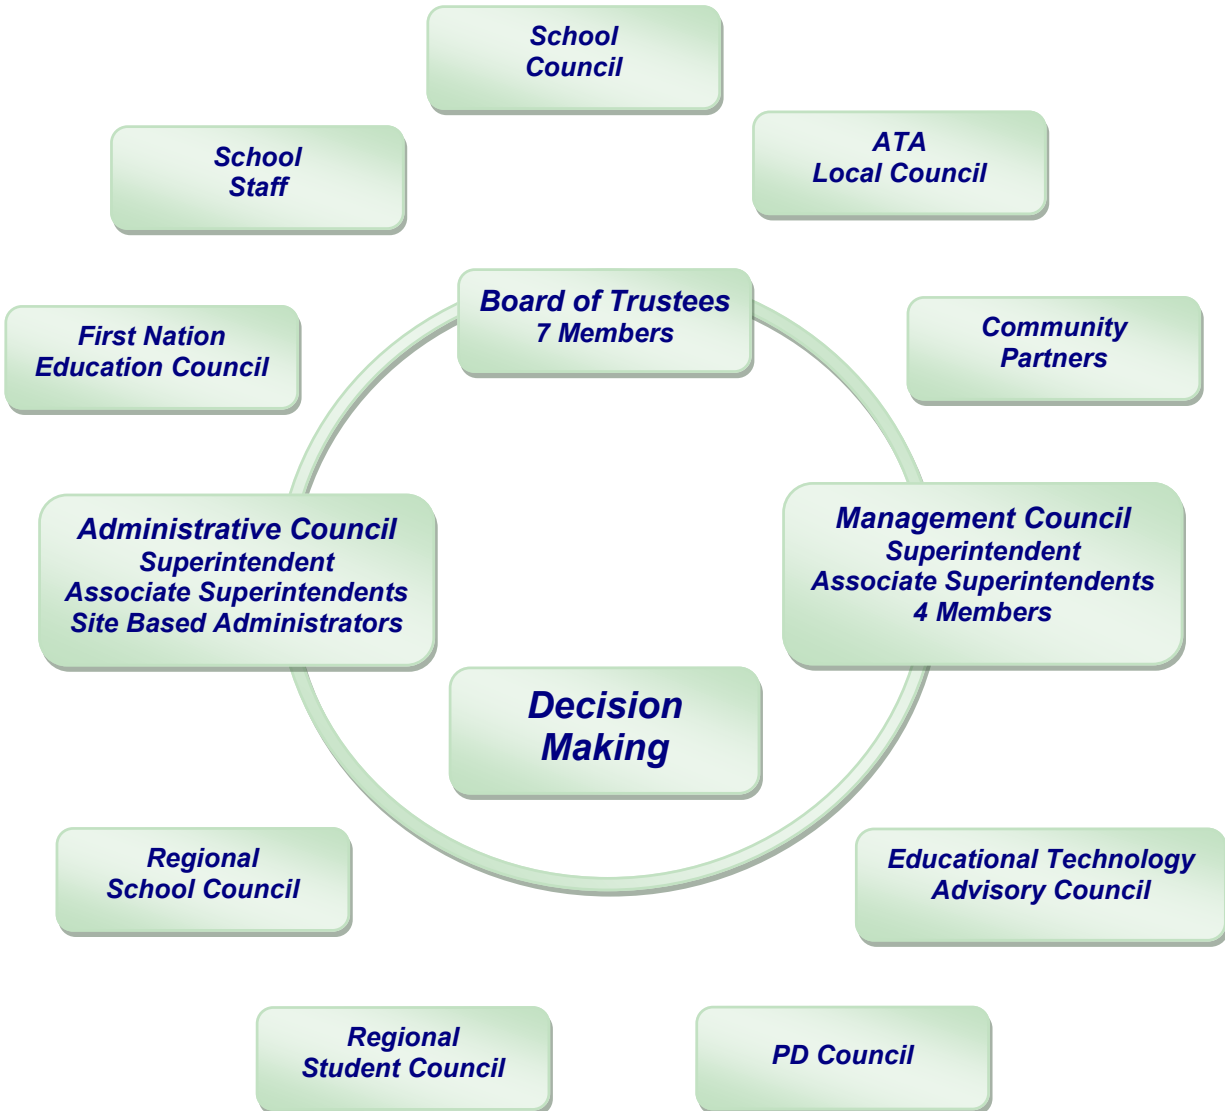 School
Council
School
Staff
ATA
Local Council
Board of Trustees
7 Members
First Nation
Education Council
Community
Partners
Administrative Council
Superintendent
Associate Superintendents
Site Based Administrators
Management Council
Superintendent
Associate Superintendents
4 Members
Decision
Making
Regional
School Council
Educational Technology
Advisory Council
Regional
Student Council
PD Council